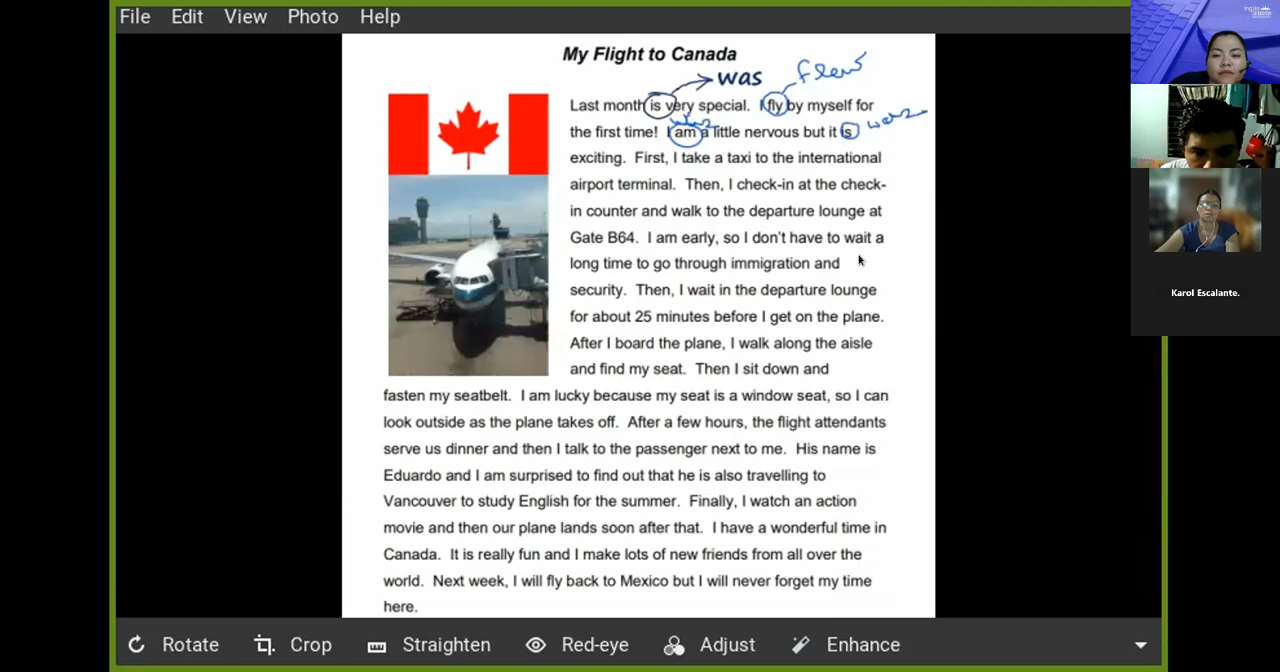 File Edit View Photo Help
My Flight to Canada
was flew
Last month is very special. I fly by myself for
was was
the first time! I am a little nervous but it is
exciting. First, I take a taxi to the international
airport terminal. Then, I check-in at the check-
in counter and walk to the departure lounge at
Gate B64. I am early, so I don't have to wait a
long time to go through immigration and
security. Then, I wait in the departure lounge
for about 25 minutes before I get on the plane.
After I board the plane, I walk along the aisle
and find my seat. Then I sit down and
fasten my seatbelt. I am lucky because my seat is a window seat, so I can
look outside as the plane takes off. After a few hours, the flight attendants
serve us dinner and then I talk to the passenger next to me. His name is
Eduardo and I am surprised to find out that he is also travelling to
Vancouver to study English for the summer. Finally, I watch an action
movie and then our plane lands soon after that. I have a wonderful time in
Canada. It is really fun and I make lots of new friends from all over the
world. Next week, I will fly back to Mexico but I will never forget my time
here.
Rotate Crop Straighten Red-eye Adjust Enhance
Karol Escalante.